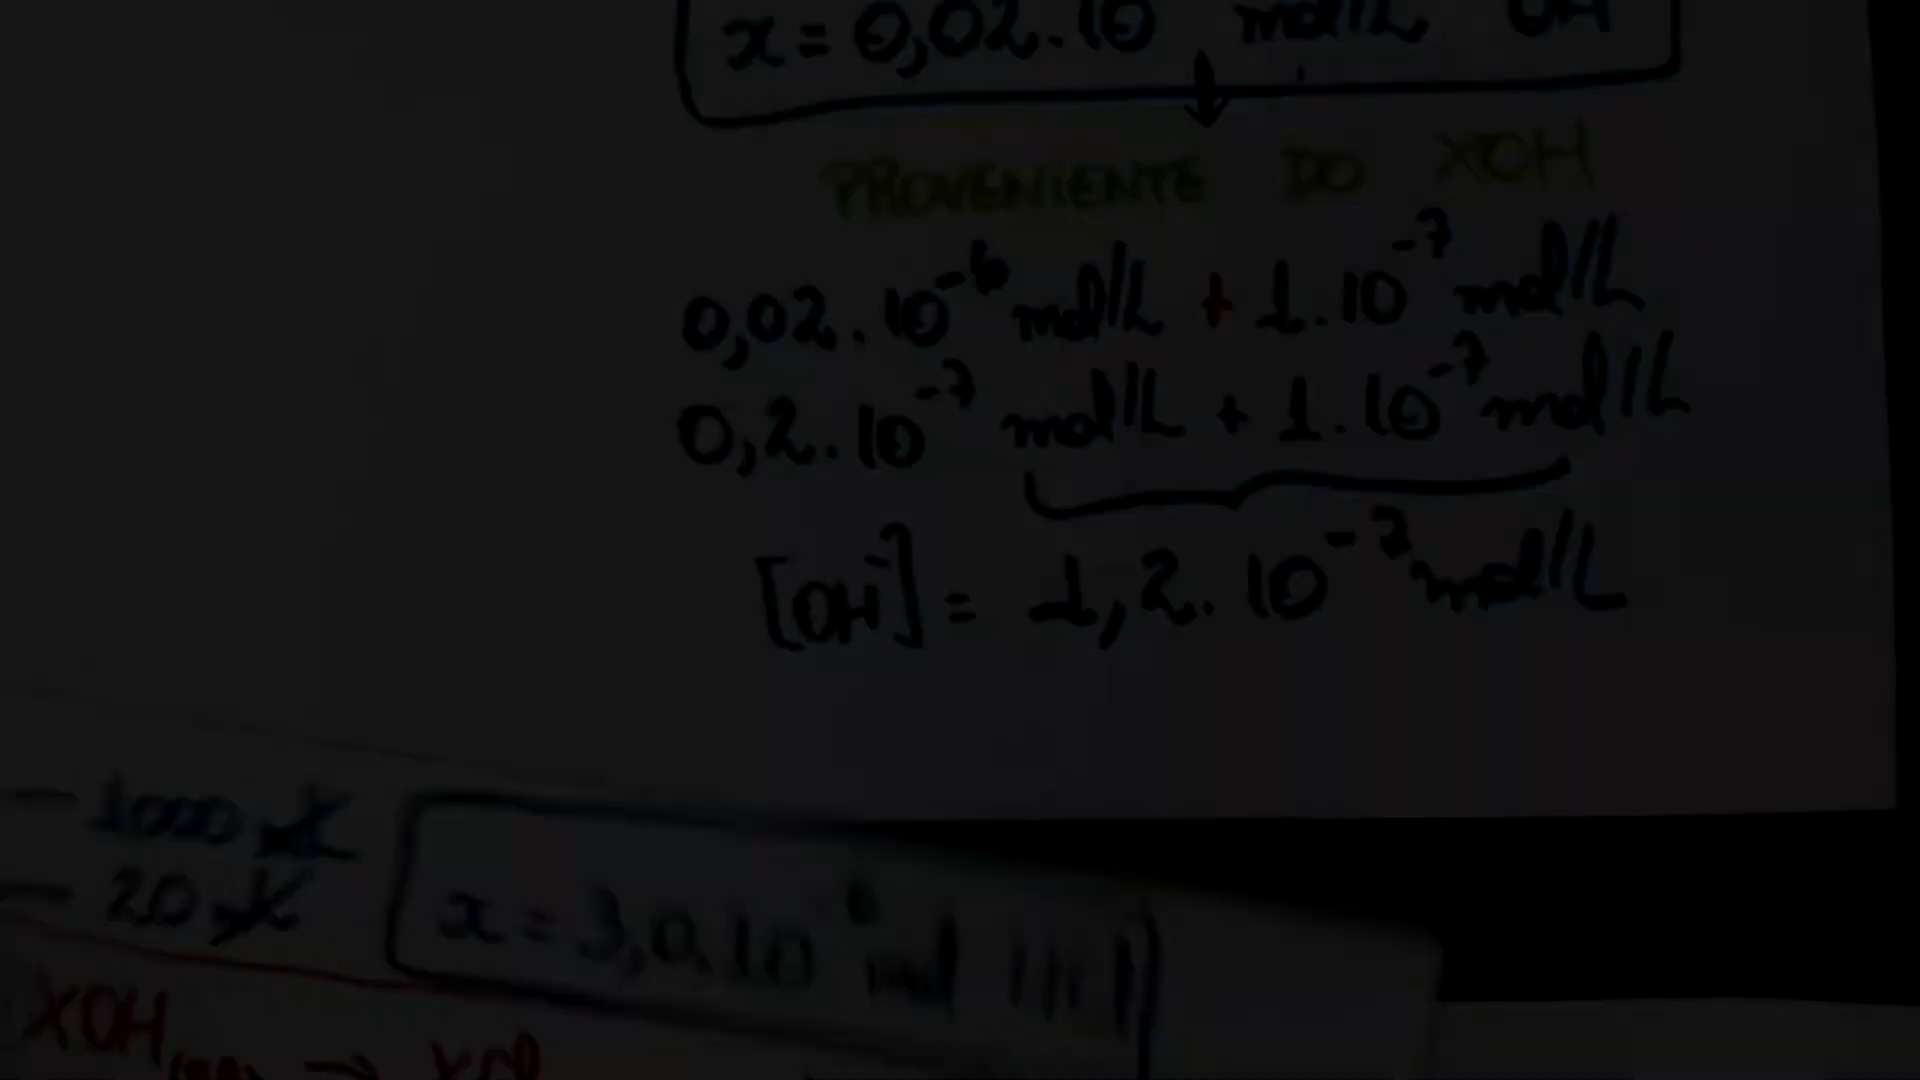 x = 0,02.10 mol/L OH
PROVENIENTE DO XOH
0,02.10⁻⁶ mol/L + 1.10⁻⁷ mol/L
0,2.10⁻⁷ mol/L + 1.10⁻⁷ mol/L
[OH⁻] = 1,2.10⁻⁷ mol/L
1000
20
x = 3,0.10 mol
XOH →